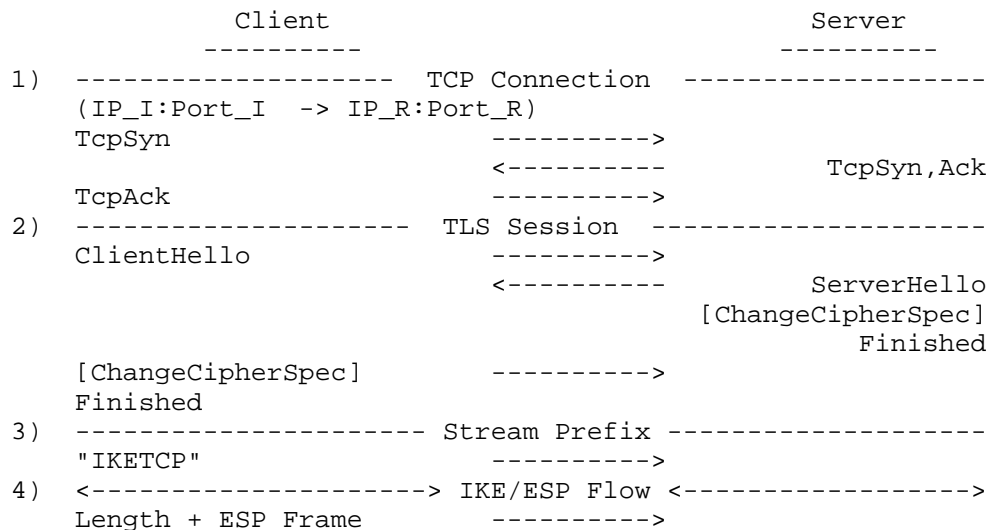 Client                              Server
            ----------                          ----------
1)  --------------------  TCP Connection  -------------------
    (IP_I:Port_I  -> IP_R:Port_R)
    TcpSyn                    ---------->
                              <----------          TcpSyn,Ack
    TcpAck                    ---------->
2)  ---------------------  TLS Session  ---------------------
    ClientHello               ---------->
                              <----------         ServerHello
                                           [ChangeCipherSpec]
                                                     Finished
    [ChangeCipherSpec]        ---------->
    Finished
3)  ---------------------- Stream Prefix --------------------
    "IKETCP"                  ---------->
4)  <---------------------> IKE/ESP Flow <------------------>
    Length + ESP Frame        ---------->